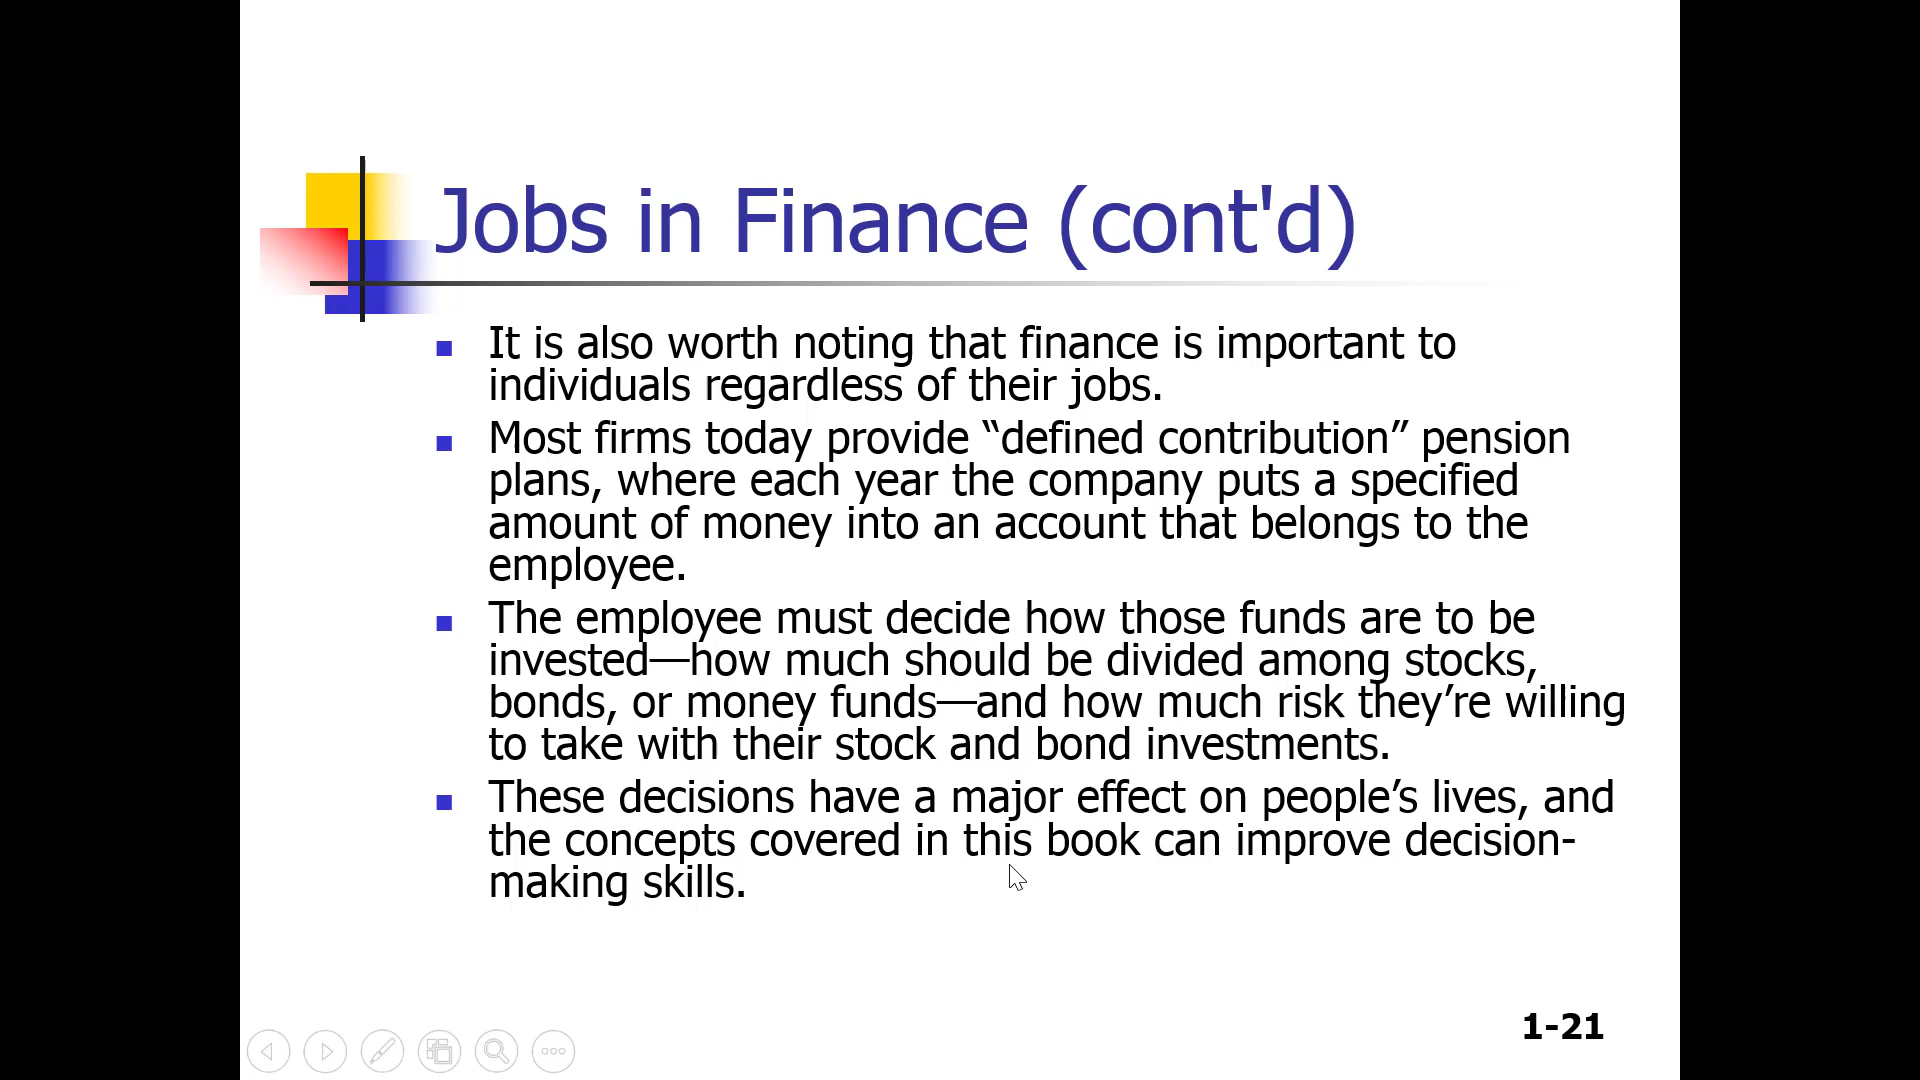 Jobs in Finance (cont'd)
It is also worth noting that finance is important to
individuals regardless of their jobs.
Most firms today provide “defined contribution” pension
plans, where each year the company puts a specified
amount of money into an account that belongs to the
employee.
The employee must decide how those funds are to be
invested—how much should be divided among stocks,
bonds, or money funds—and how much risk they’re willing
to take with their stock and bond investments.
These decisions have a major effect on people’s lives, and
the concepts covered in this book can improve decision-
making skills.
1-21